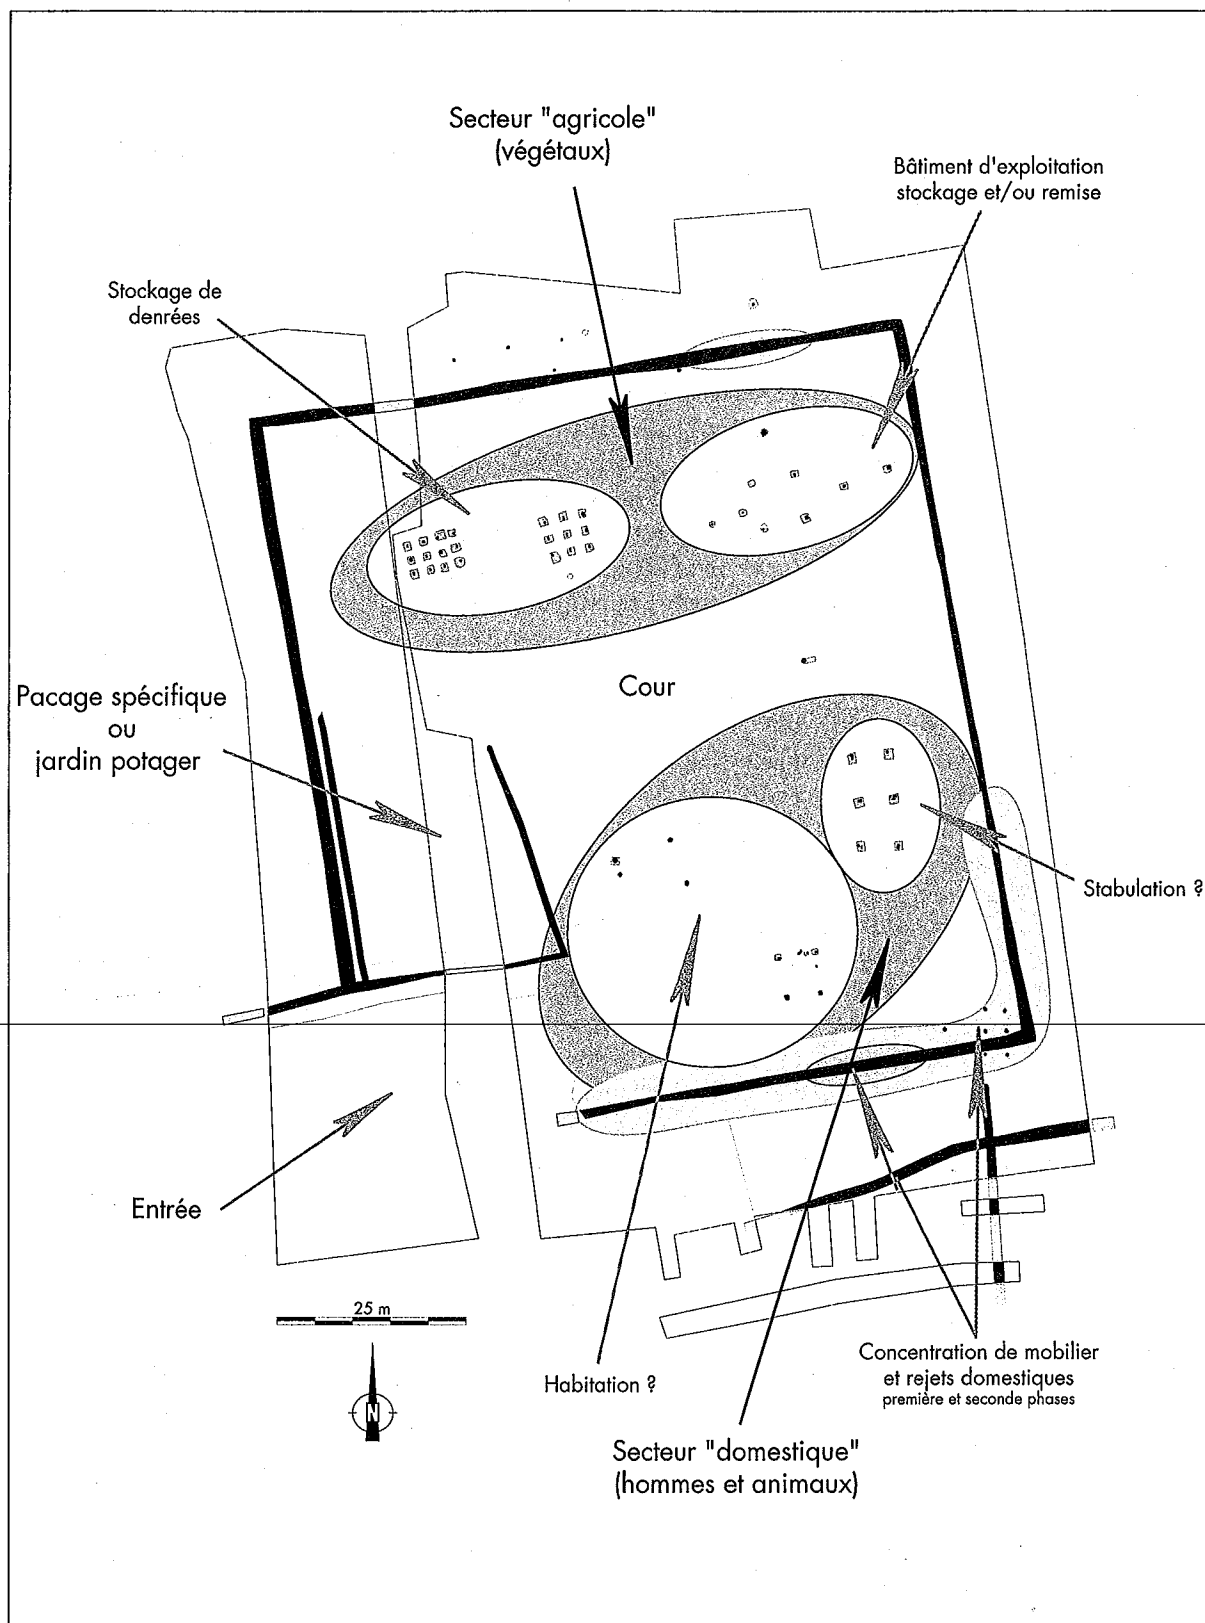 Secteur "agricole"
(végétaux)
Bâtiment d'exploitation
stockage et/ou remise
Stockage de
denrées
Cour
Pacage spécifique
ou
jardin potager
Stabulation ?
Entrée
25 m
N
Habitation ?
Concentration de mobilier
et rejets domestiques
première et seconde phases
Secteur "domestique"
(hommes et animaux)